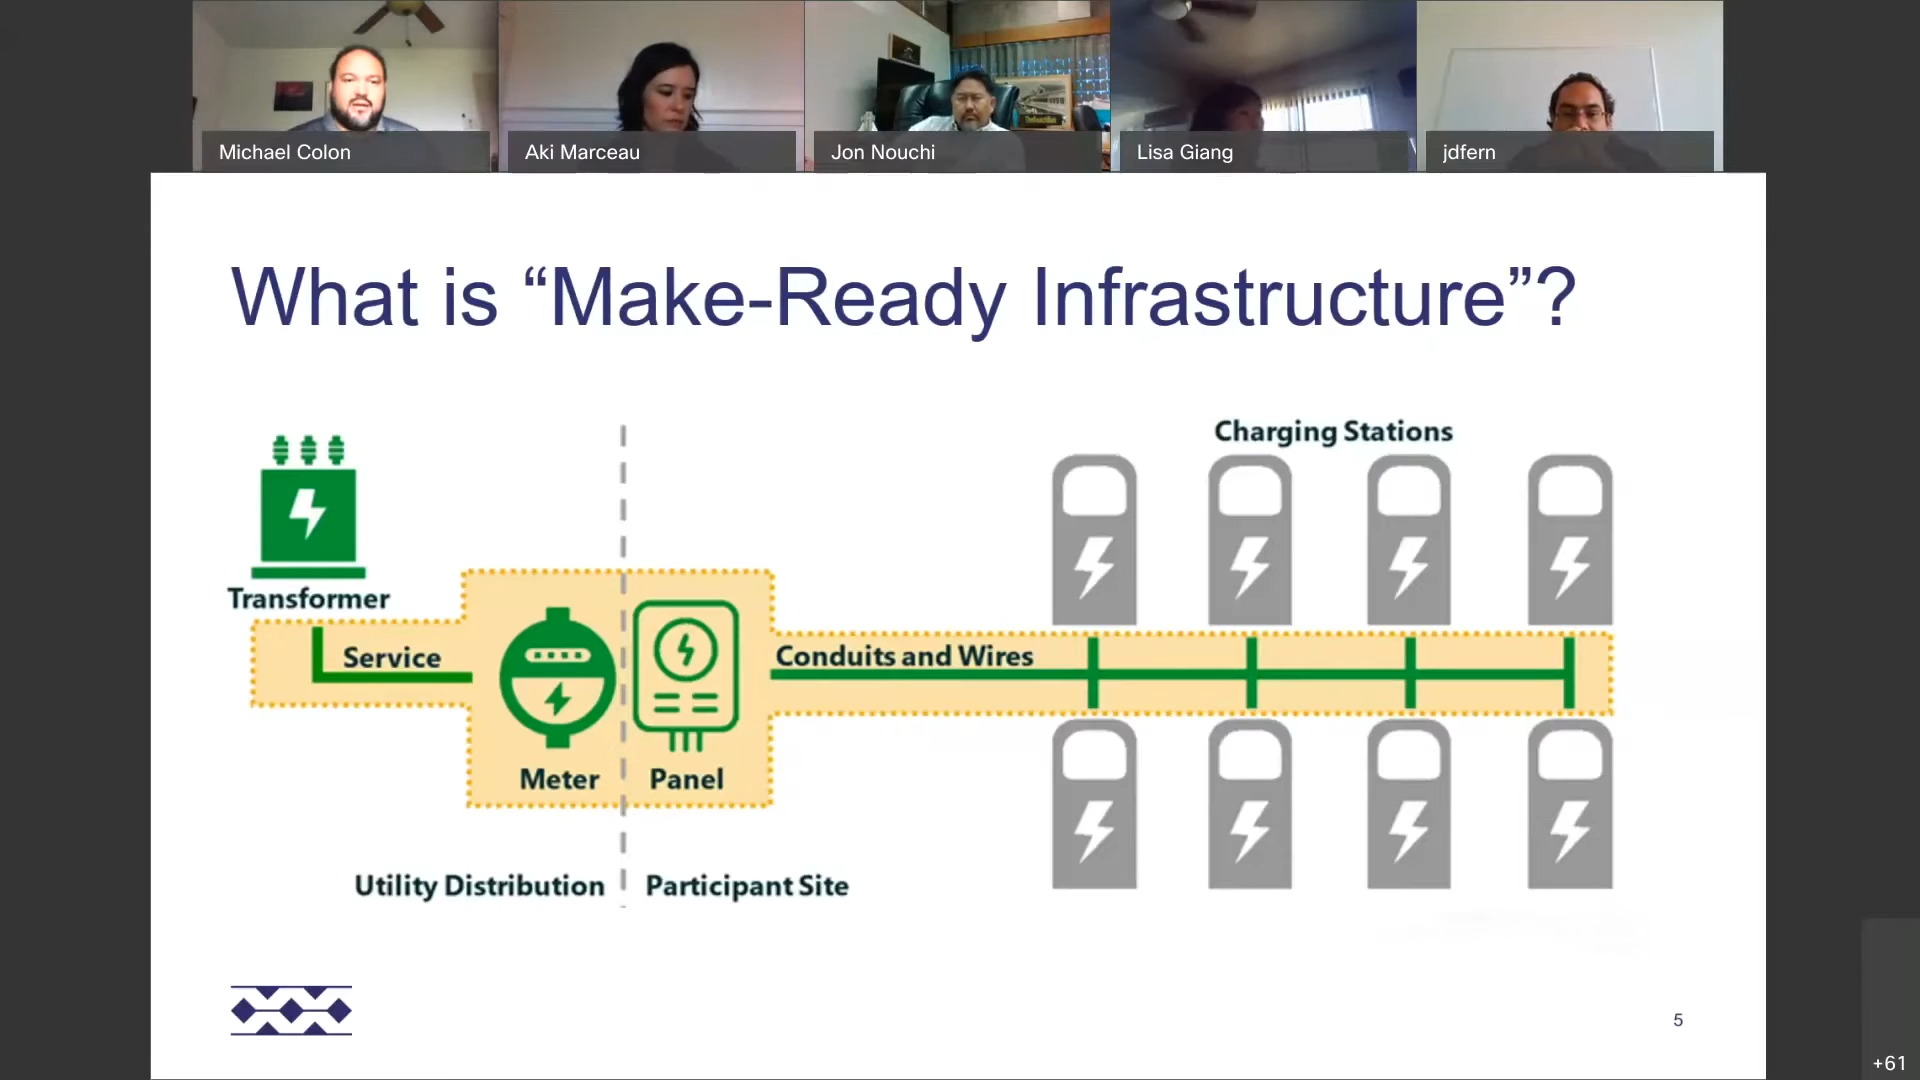 Michael Colon
Aki Marceau
Jon Nouchi
Lisa Giang
jdfern
What is “Make-Ready Infrastructure”?
Charging Stations
Transformer
Service
Conduits and Wires
Meter
Panel
Utility Distribution
Participant Site
5
+61